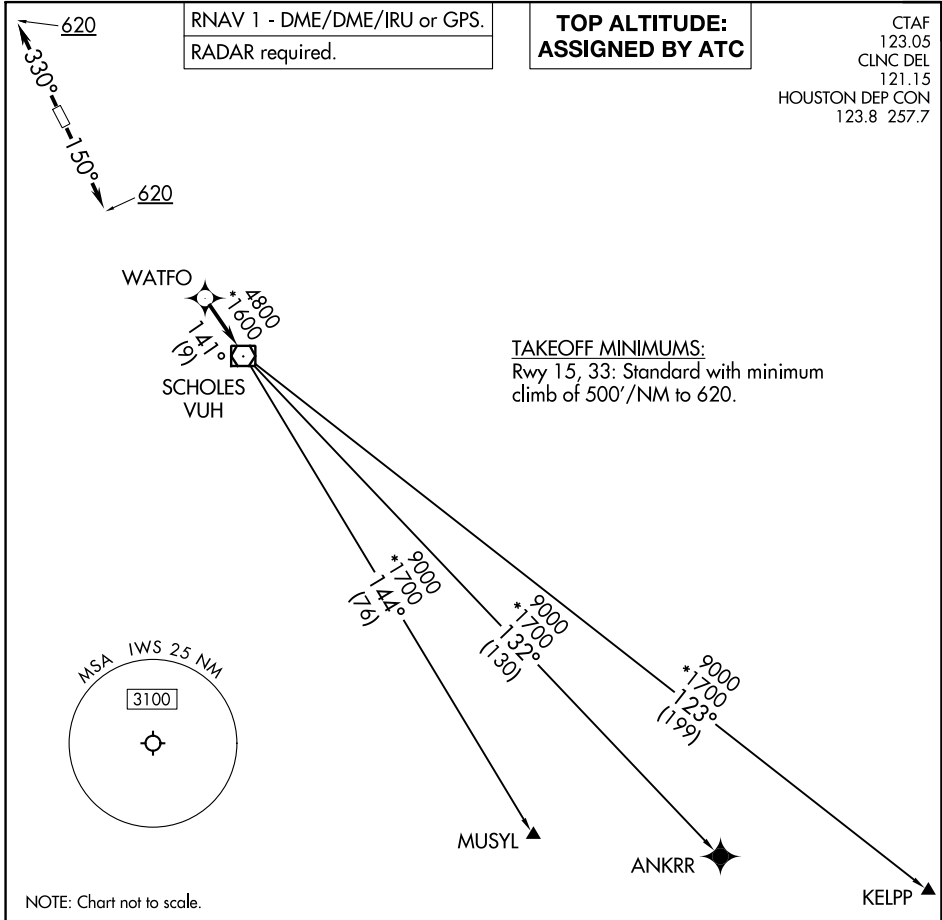 620
330°
150°
620
RNAV 1 - DME/DME/IRU or GPS.
RADAR required.
TOP ALTITUDE:
ASSIGNED BY ATC
CTAF
123.05
CLNC DEL
121.15
HOUSTON DEP CON
123.8 257.7
WATFO
4800
*1600
141°
(9)
SCHOLES
VUH
TAKEOFF MINIMUMS:
Rwy 15, 33: Standard with minimum
climb of 500'/NM to 620.
9000
*1700
144°
(76)
9000
*1700
132°
(130)
9000
*1700
123°
(199)
MSA IWS 25 NM
3100
MUSYL
ANKRR
KELPP
NOTE: Chart not to scale.